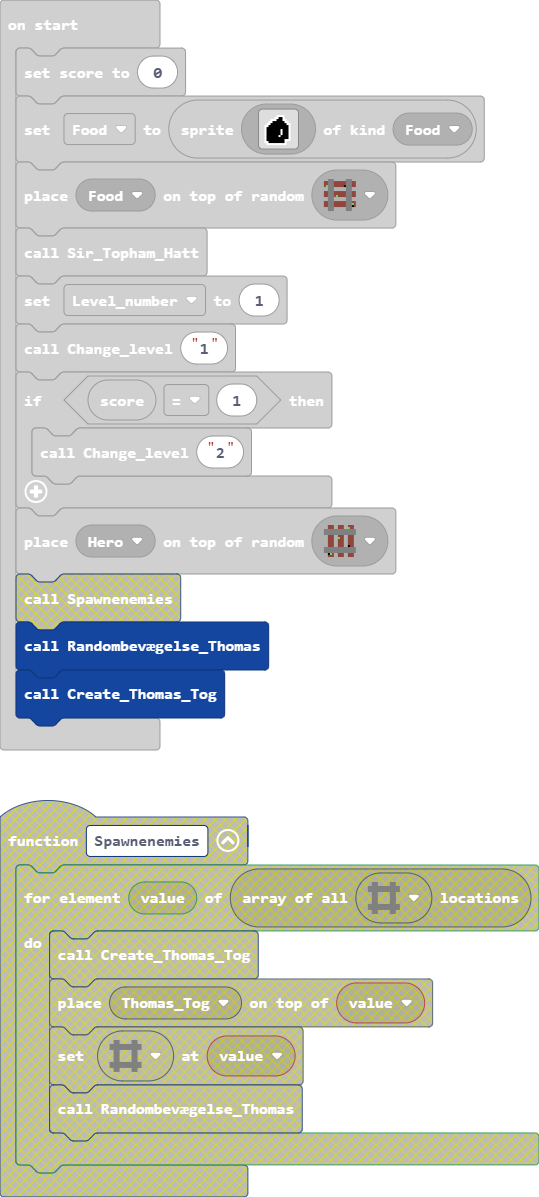 on start
set score to 0
set Food to sprite of kind Food
place Food on top of random
call Sir_Topham_Hatt
set Level_number to 1
call Change_level "1"
if score = 1 then
call Change_level "2"
place Hero on top of random
call Spawnenemies
call Randombevægelse_Thomas
call Create_Thomas_Tog
function Spawnenemies
for element value of array of all locations
do
call Create_Thomas_Tog
place Thomas_Tog on top of value
set at value
call Randombevægelse_Thomas